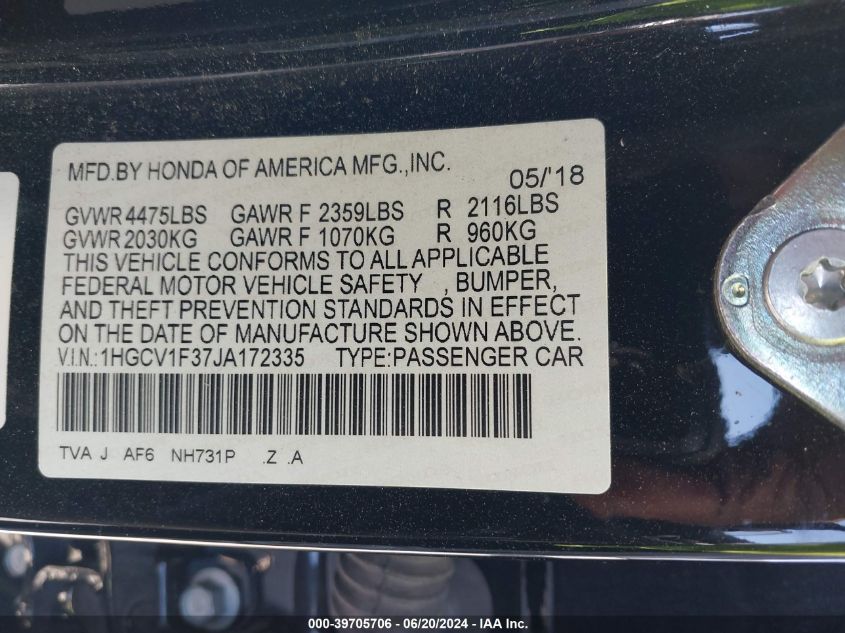 MFD.BY HONDA OF AMERICA MFG.,INC.
05/'18
GVWR 4475LBS GAWR F 2359LBS R 2116LBS
GVWR 2030KG GAWR F 1070KG R 960KG
THIS VEHICLE CONFORMS TO ALL APPLICABLE
FEDERAL MOTOR VEHICLE SAFETY , BUMPER,
AND THEFT PREVENTION STANDARDS IN EFFECT
ON THE DATE OF MANUFACTURE SHOWN ABOVE.
V.I.N.:1HGCV1F37JA172335 TYPE:PASSENGER CAR
TVA J AF6 NH731P .Z .A
000-39705706 - 06/20/2024 - IAAI.COM